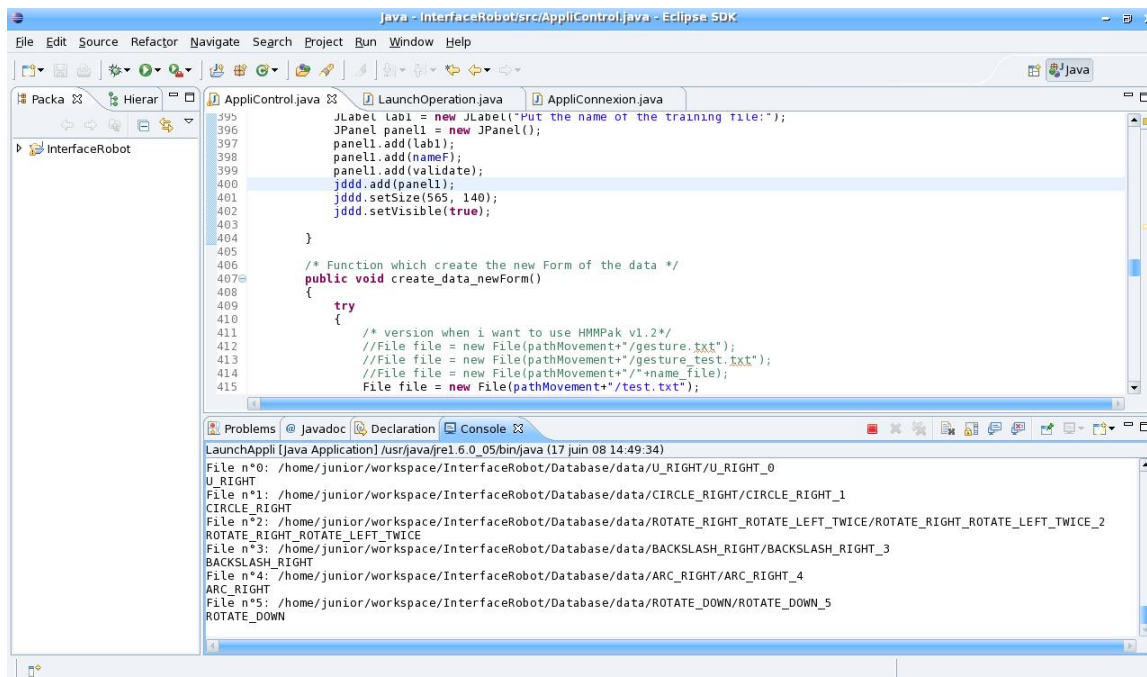 Java - InterfaceRobot/src/AppliControl.java - Eclipse SDK
File Edit Source Refactor Navigate Search Project Run Window Help
Java
Packa Hierar
InterfaceRobot
AppliControl.java LaunchOperation.java AppliConnexion.java
395 JLabel lab1 = new JLabel("Put the name of the training file:");
396 JPanel panel1 = new JPanel();
397 panel1.add(lab1);
398 panel1.add(nameF);
399 panel1.add(validate);
400 jddd.add(panel1);
401 jddd.setSize(565, 140);
402 jddd.setVisible(true);
403
404 }
405
406 /* Function which create the new Form of the data */
407 public void create_data_newForm()
408 {
409 try
410 {
411 /* version when i want to use HMMPak v1.2*/
412 //File file = new File(pathMovement+"/gesture.txt");
413 //File file = new File(pathMovement+"/gesture_test.txt");
414 //File file = new File(pathMovement+"/"+name_file);
415 File file = new File(pathMovement+"/test.txt");
Problems @ Javadoc Declaration Console
LaunchAppli [Java Application] /usr/java/jre1.6.0_05/bin/java (17 juin 08 14:49:34)
File n°0: /home/junior/workspace/InterfaceRobot/Database/data/U_RIGHT/U_RIGHT_0
U_RIGHT
File n°1: /home/junior/workspace/InterfaceRobot/Database/data/CIRCLE_RIGHT/CIRCLE_RIGHT_1
CIRCLE_RIGHT
File n°2: /home/junior/workspace/InterfaceRobot/Database/data/ROTATE_RIGHT_ROTATE_LEFT_TWICE/ROTATE_RIGHT_ROTATE_LEFT_TWICE_2
ROTATE_RIGHT_ROTATE_LEFT_TWICE
File n°3: /home/junior/workspace/InterfaceRobot/Database/data/BACKSLASH_RIGHT/BACKSLASH_RIGHT_3
BACKSLASH_RIGHT
File n°4: /home/junior/workspace/InterfaceRobot/Database/data/ARC_RIGHT/ARC_RIGHT_4
ARC_RIGHT
File n°5: /home/junior/workspace/InterfaceRobot/Database/data/ROTATE_DOWN/ROTATE_DOWN_5
ROTATE_DOWN